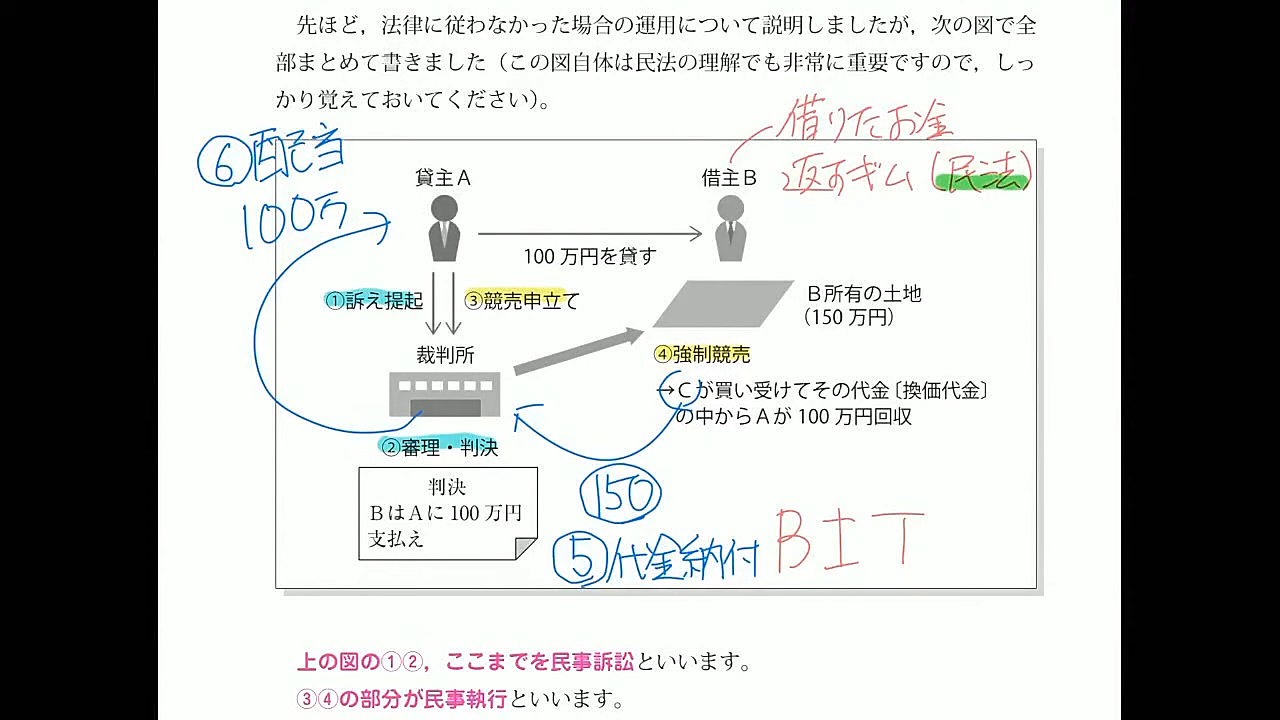 先ほど，法律に従わなかった場合の運用について説明しましたが，次の図で全
部まとめて書きました（この図自体は民法の理解でも非常に重要ですので，しっ
かり覚えておいてください）。
借りたお金
返すギム（民法）
⑥配当
100万
貸主Ａ
借主Ｂ
100万円を貸す
①訴え提起
③競売申立て
Ｂ所有の土地
（150万円）
裁判所
④強制競売
→Ｃが買い受けてその代金〔換価代金〕
の中からＡが100万円回収
②審理・判決
判決
ＢはＡに100万円
支払え
150
⑤代金納付
BIT
上の図の①②，ここまでを民事訴訟といいます。
③④の部分が民事執行といいます。